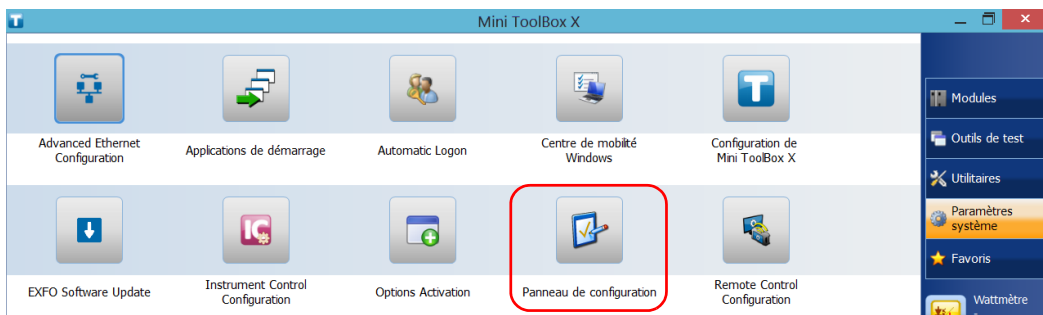 Mini ToolBox X
Advanced Ethernet
Configuration
Applications de démarrage
Automatic Logon
Centre de mobilité
Windows
Configuration de
Mini ToolBox X
EXFO Software Update
Instrument Control
Configuration
Options Activation
Panneau de configuration
Remote Control
Configuration
Modules
Outils de test
Utilitaires
Paramètres
système
Favoris
Wattmètre